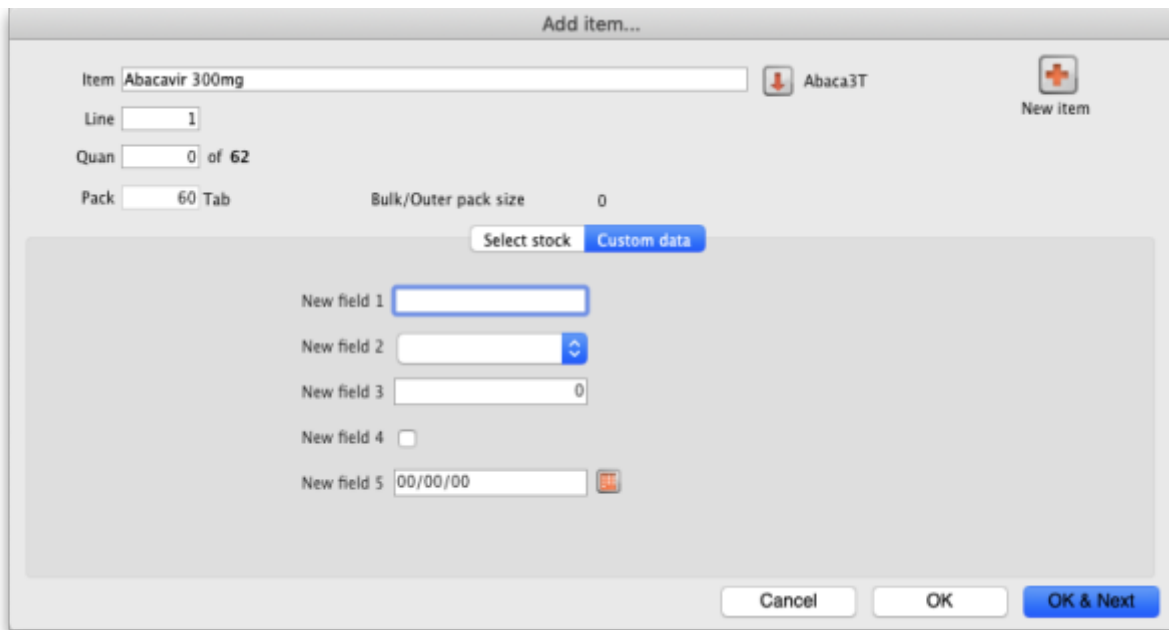 Add item...
Item Abacavir 300mg Abaca3T
New item
Line 1
Quan 0 of 62
Pack 60 Tab Bulk/Outer pack size 0
Select stock Custom data
New field 1
New field 2
New field 3 0
New field 4
New field 5 00/00/00
Cancel OK OK & Next